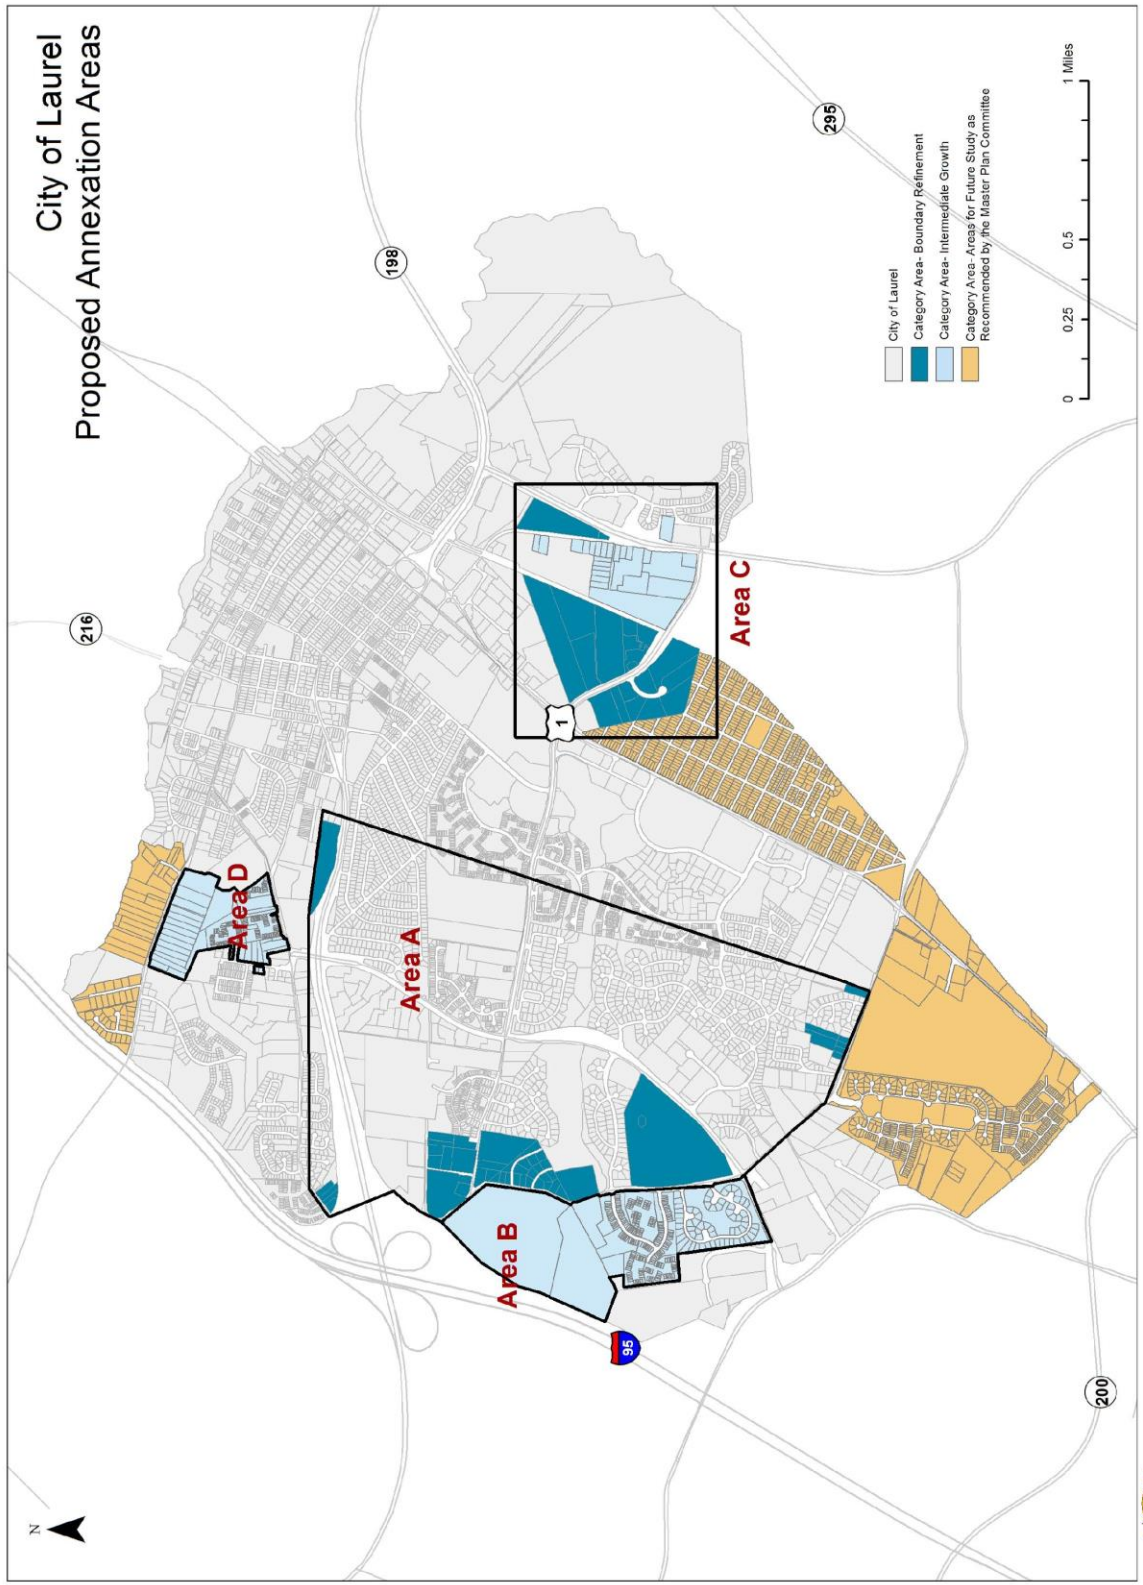 City of Laurel
Proposed Annexation Areas
N
216
198
295
1
95
200
Area D
Area A
Area B
Area C
City of Laurel
Category Area- Boundary Refinement
Category Area- Intermediate Growth
Category Area- Areas for Future Study as
Recommended by the Master Plan Committee
0 0.25 0.5 1 Miles